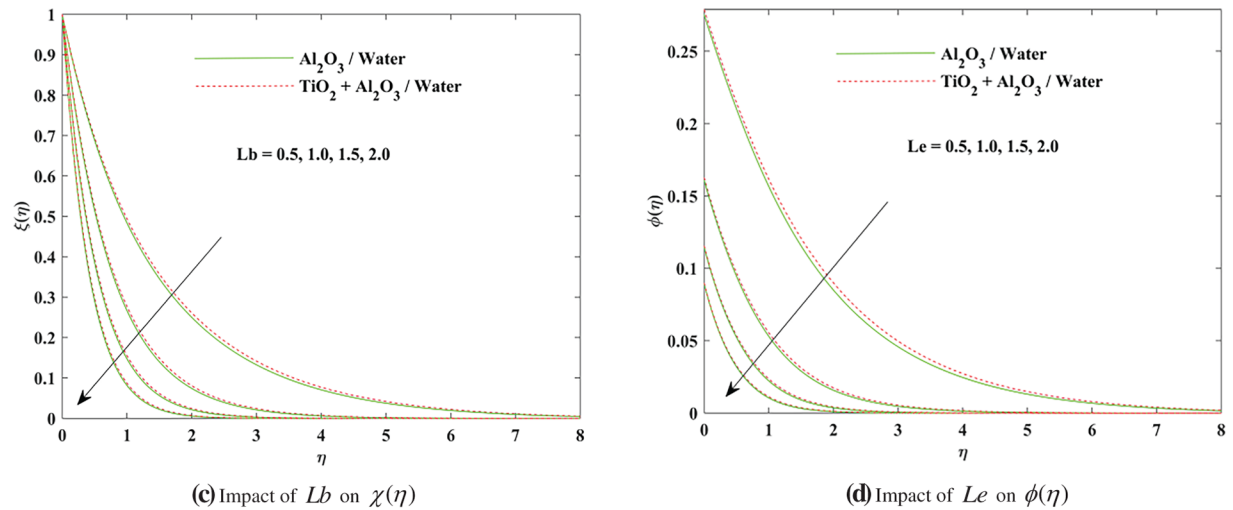 1
0.9
0.8
0.7
0.6
0.5
0.4
0.3
0.2
0.1
0
ξ(η)
Al₂O₃ / Water
TiO₂ + Al₂O₃ / Water
Lb = 0.5, 1.0, 1.5, 2.0
0 1 2 3 4 5 6 7 8
η
(c) Impact of Lb on χ(η)
0.25
0.2
0.15
0.1
0.05
0
ϕ(η)
Al₂O₃ / Water
TiO₂ + Al₂O₃ / Water
Le = 0.5, 1.0, 1.5, 2.0
0 1 2 3 4 5 6 7 8
η
(d) Impact of Le on ϕ(η)